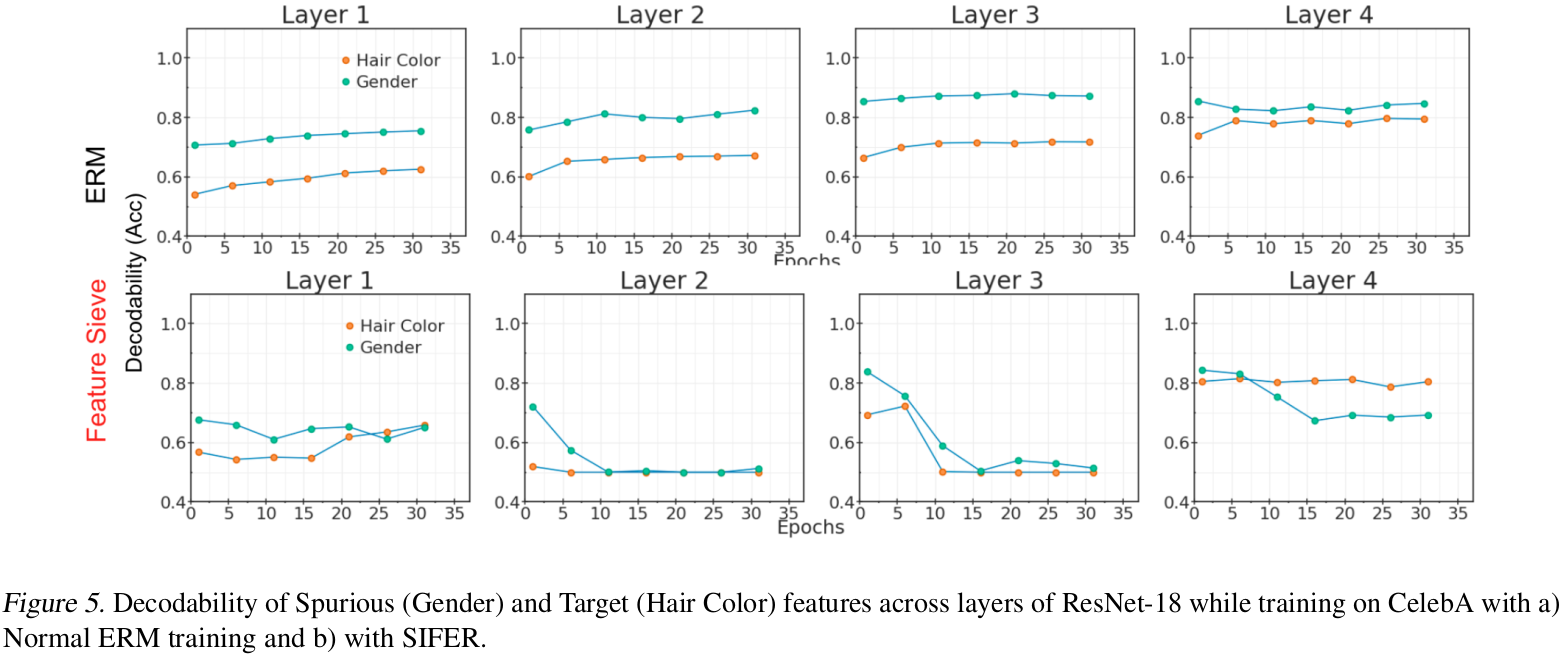 Layer 1
Layer 2
Layer 3
Layer 4
ERM
Feature Sieve
Decodability (Acc)
1.0
0.8
0.6
0.4
Hair Color
Gender
0 5 10 15 20 25 30 35
1.0
0.8
0.6
0.4
0 5 10 15 20 25 30 35
1.0
0.8
0.6
0.4
0 5 10 15 20 25 30 35
1.0
0.8
0.6
0.4
0 5 10 15 20 25 30 35
Epochs
Layer 1
Layer 2
Layer 3
Layer 4
1.0
0.8
0.6
0.4
Hair Color
Gender
0 5 10 15 20 25 30 35
1.0
0.8
0.6
0.4
0 5 10 15 20 25 30 35
1.0
0.8
0.6
0.4
0 5 10 15 20 25 30 35
1.0
0.8
0.6
0.4
0 5 10 15 20 25 30 35
Epochs
Figure 5. Decodability of Spurious (Gender) and Target (Hair Color) features across layers of ResNet-18 while training on CelebA with a)
Normal ERM training and b) with SIFER.